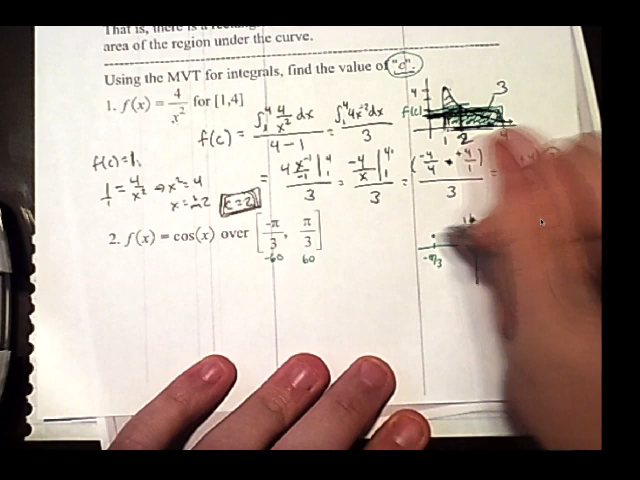 That is, there is a rectang
area of the region under the curve.
Using the MVT for integrals, find the value of "c".
1. f(x) = 4/x² for [1,4]
f(c) = ∫₁⁴ 4/x² dx / 4 - 1 = ∫₁⁴ 4x⁻² dx / 3
= 4 x⁻¹/-1 |₁⁴ / 3 = -4/x |₁⁴ / 3 = (-4/4 + +4/1) / 3 =
f(c) = 1
1/1 = 4/x² ⇒ x² = 4
x = ±2
c = 2
4
f(c)
3
1 2 4
2. f(x) = cos(x) over [-π/3, π/3]
-60 60
-π/3